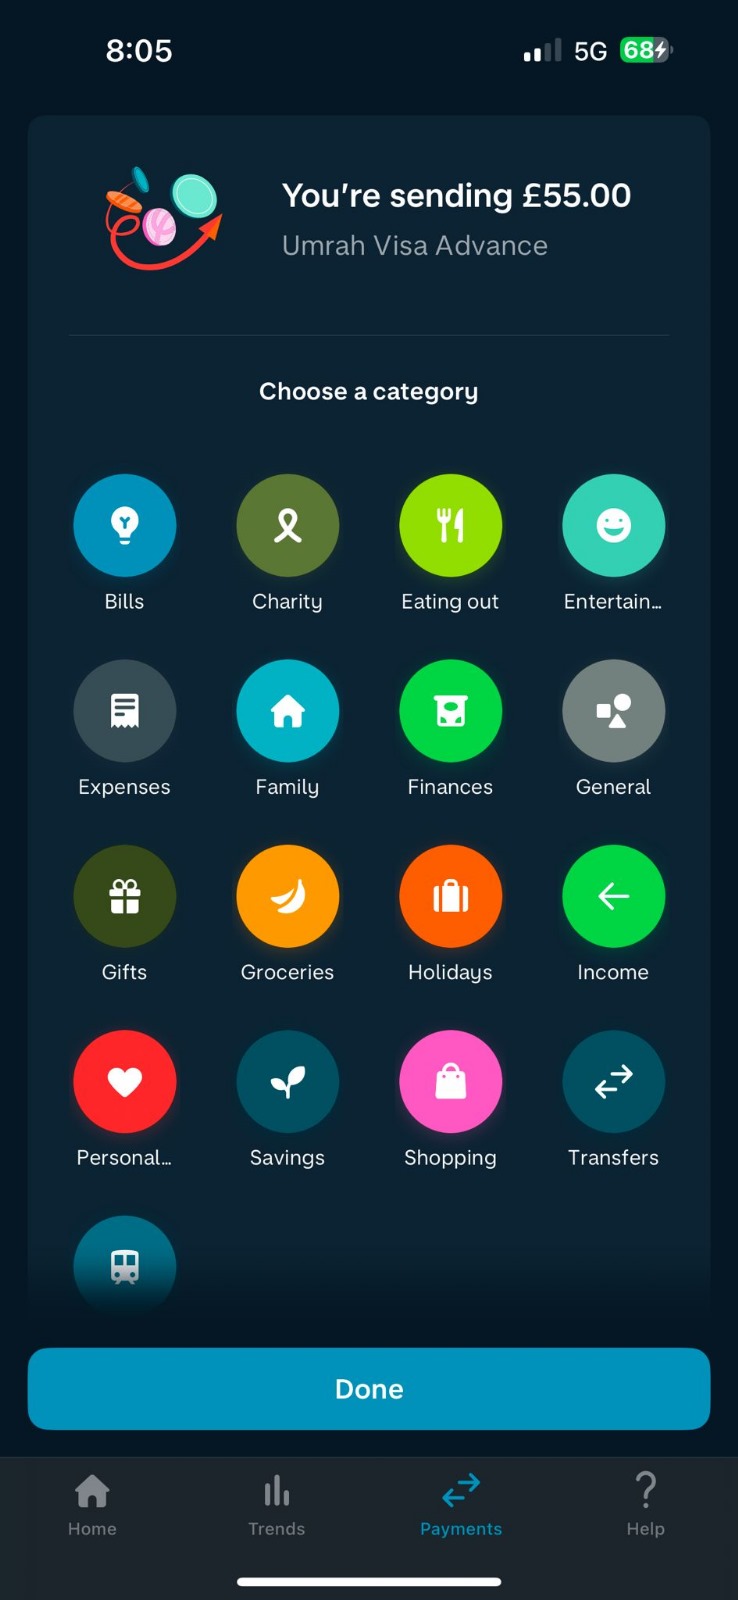 8:05
5G 68
You're sending £55.00
Umrah Visa Advance
Choose a category
Bills Charity Eating out Entertain...
Expenses Family Finances General
Gifts Groceries Holidays Income
Personal... Savings Shopping Transfers
Done
Home Trends Payments Help